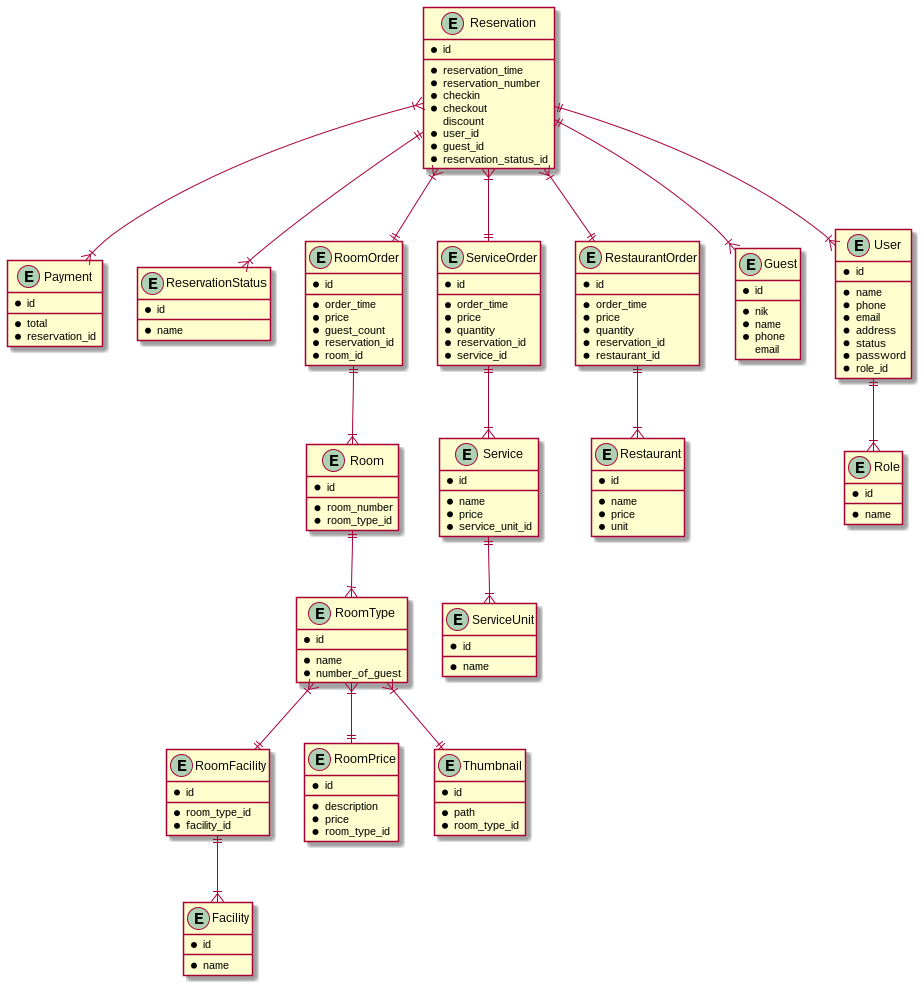 E Reservation
id
reservation_time
reservation_number
checkin
checkout
discount
user_id
guest_id
reservation_status_id
E Payment
id
total
reservation_id
E ReservationStatus
id
name
E RoomOrder
id
order_time
price
guest_count
reservation_id
room_id
E ServiceOrder
id
order_time
price
quantity
reservation_id
service_id
E RestaurantOrder
id
order_time
price
quantity
reservation_id
restaurant_id
E Guest
id
nik
name
phone
email
E User
id
name
phone
email
address
status
password
role_id
E Room
id
room_number
room_type_id
E Service
id
name
price
service_unit_id
E Restaurant
id
name
price
unit
E Role
id
name
E RoomType
id
name
number_of_guest
E ServiceUnit
id
name
E RoomFacility
id
room_type_id
facility_id
E RoomPrice
id
description
price
room_type_id
E Thumbnail
id
path
room_type_id
E Facility
id
name